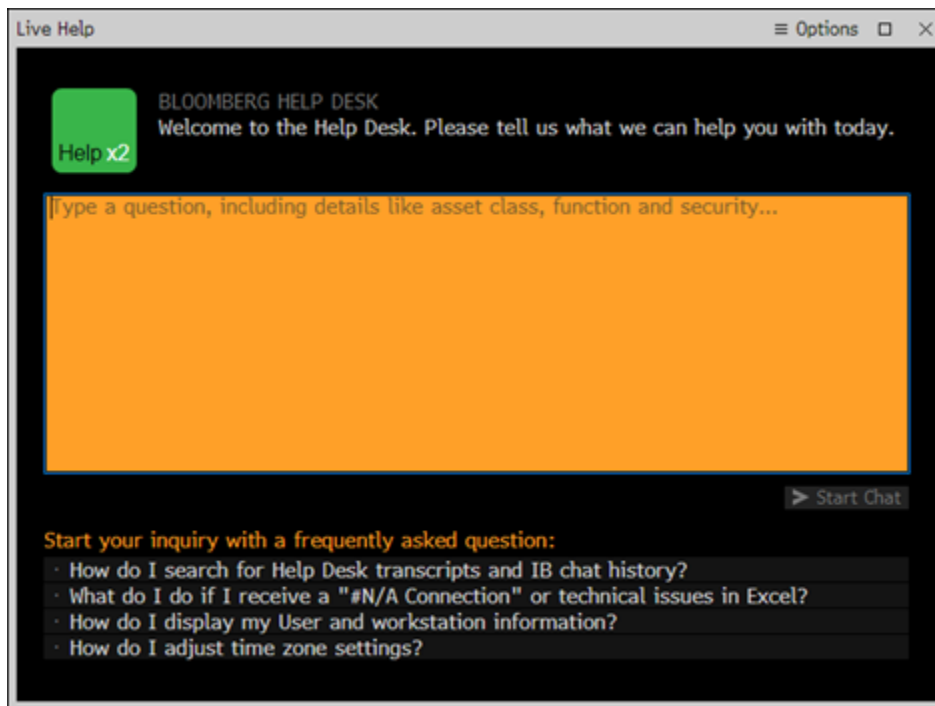 Live Help
≡ Options
BLOOMBERG HELP DESK
Welcome to the Help Desk. Please tell us what we can help you with today.
Help x2
Type a question, including details like asset class, function and security...
Start Chat
Start your inquiry with a frequently asked question:
· How do I search for Help Desk transcripts and IB chat history?
· What do I do if I receive a "#N/A Connection" or technical issues in Excel?
· How do I display my User and workstation information?
· How do I adjust time zone settings?